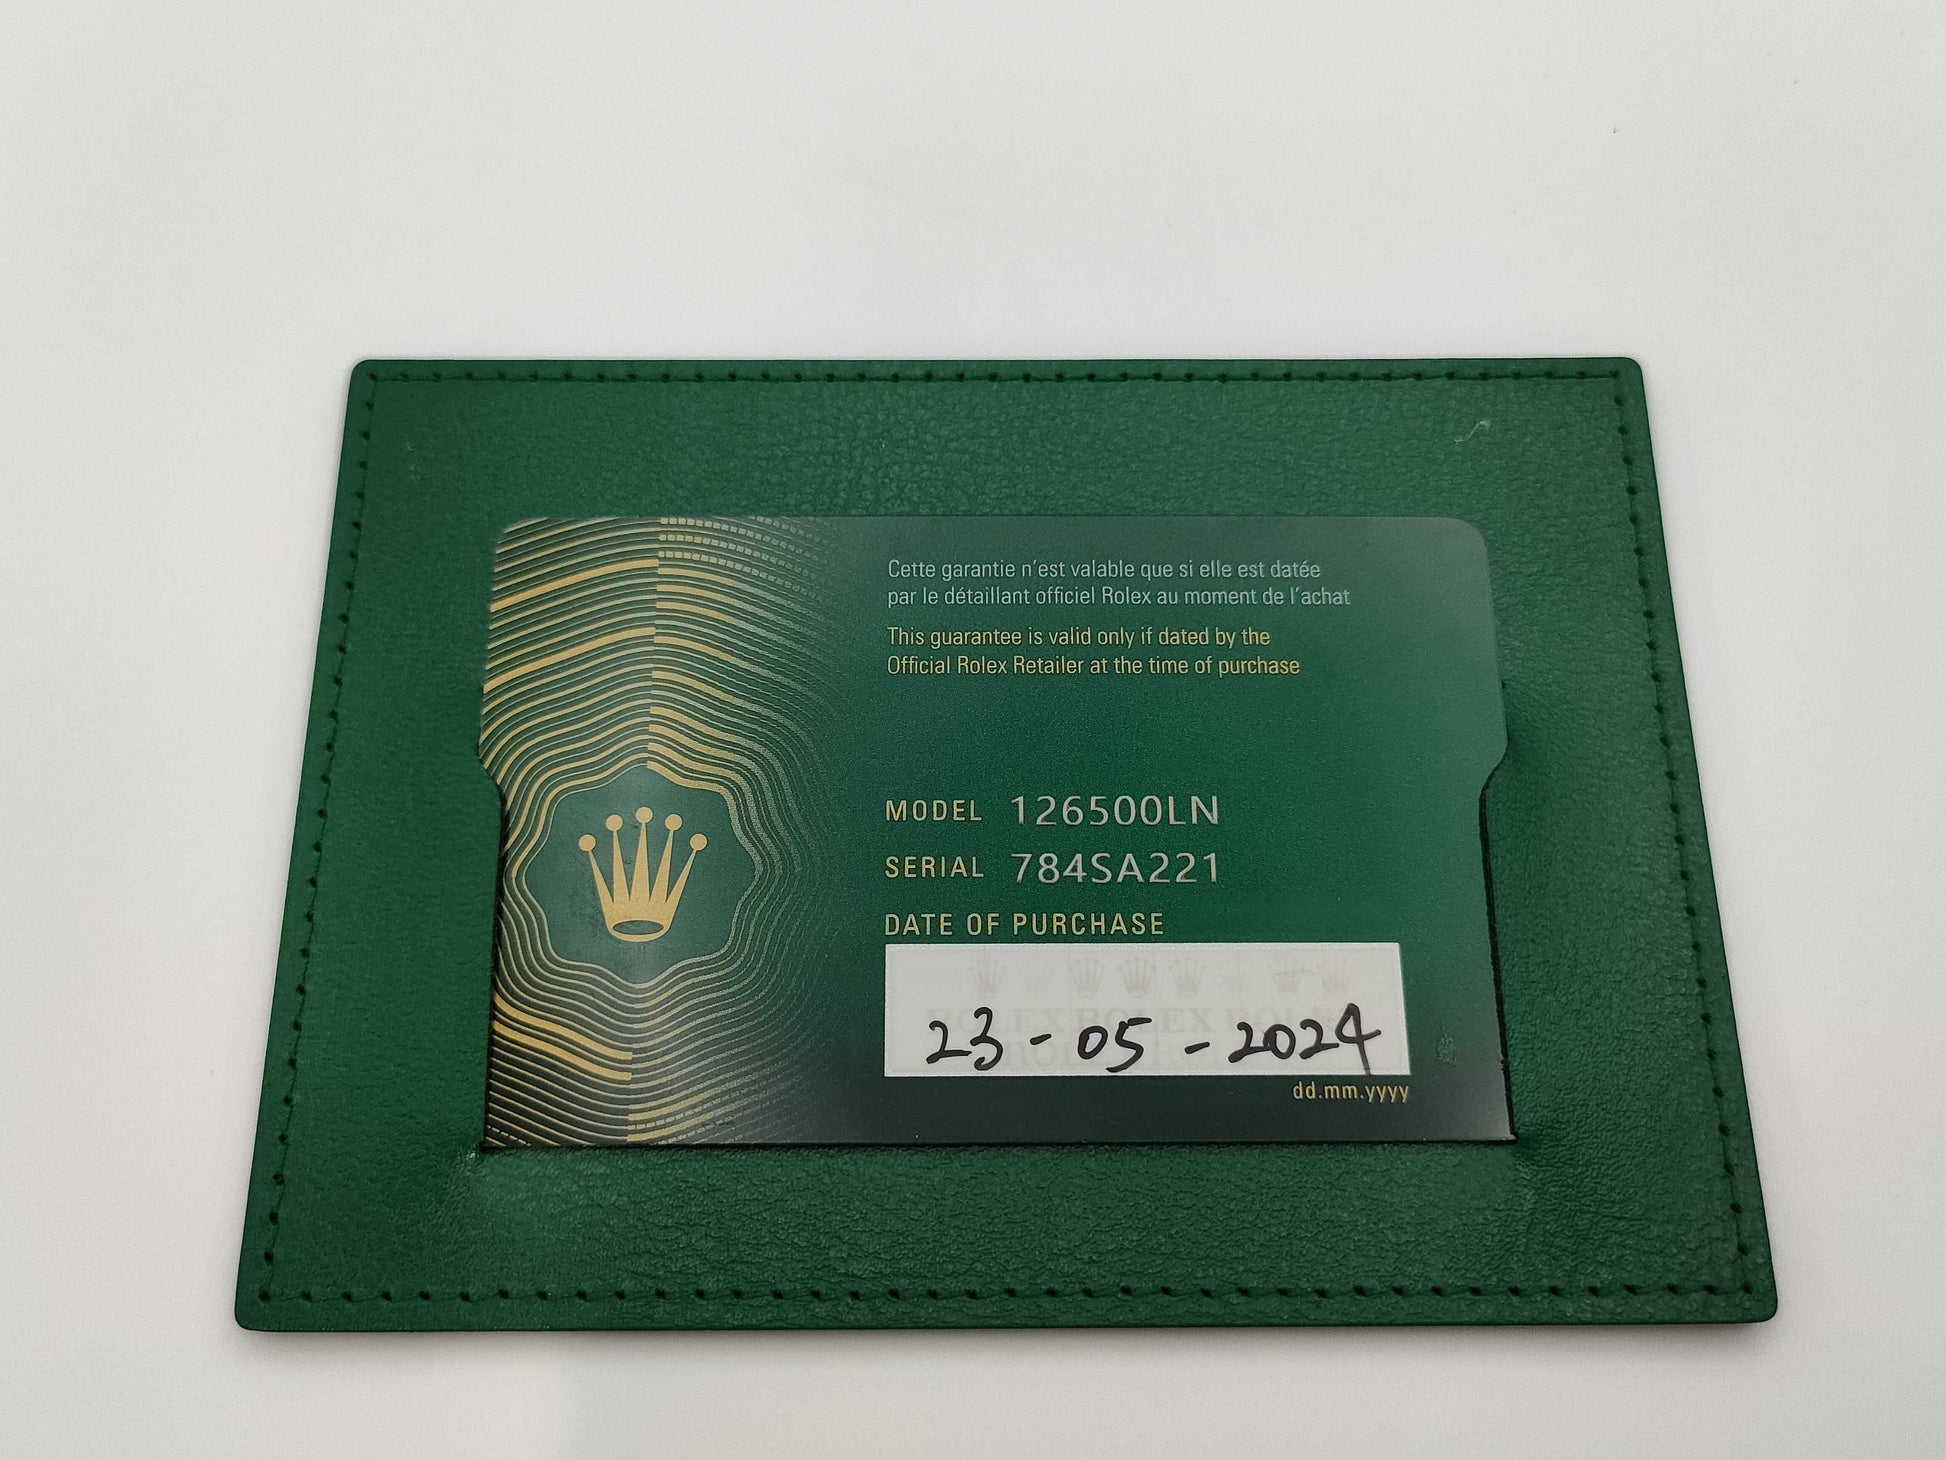 Cette garantie n'est valable que si elle est datée
par le détaillant officiel Rolex au moment de l'achat
This guarantee is valid only if dated by the
Official Rolex Retailer at the time of purchase
MODEL 126500LN
SERIAL 784SA221
DATE OF PURCHASE
23-05-2024
dd.mm.yyyy